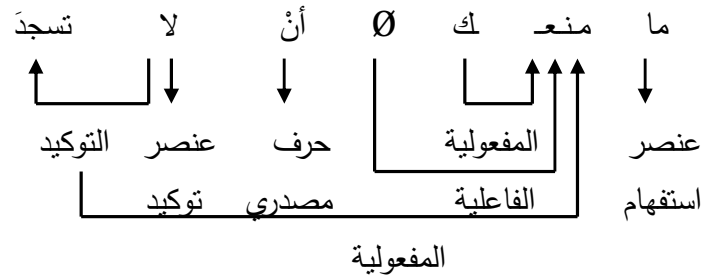 ما منعـ ـك Ø أنْ لا تسجدَ
عنصر المفعولية حرف عنصر التوكيد
استفهام الفاعلية مصدري توكيد
المفعولية